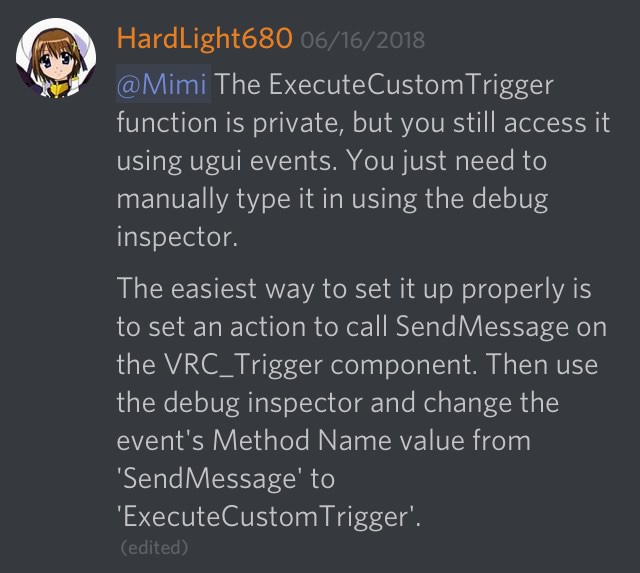 HardLight680 06/16/2018
@Mimi The ExecuteCustomTrigger
function is private, but you still access it
using ugui events. You just need to
manually type it in using the debug
inspector.
The easiest way to set it up properly is
to set an action to call SendMessage on
the VRC_Trigger component. Then use
the debug inspector and change the
event's Method Name value from
'SendMessage' to
'ExecuteCustomTrigger'.
(edited)